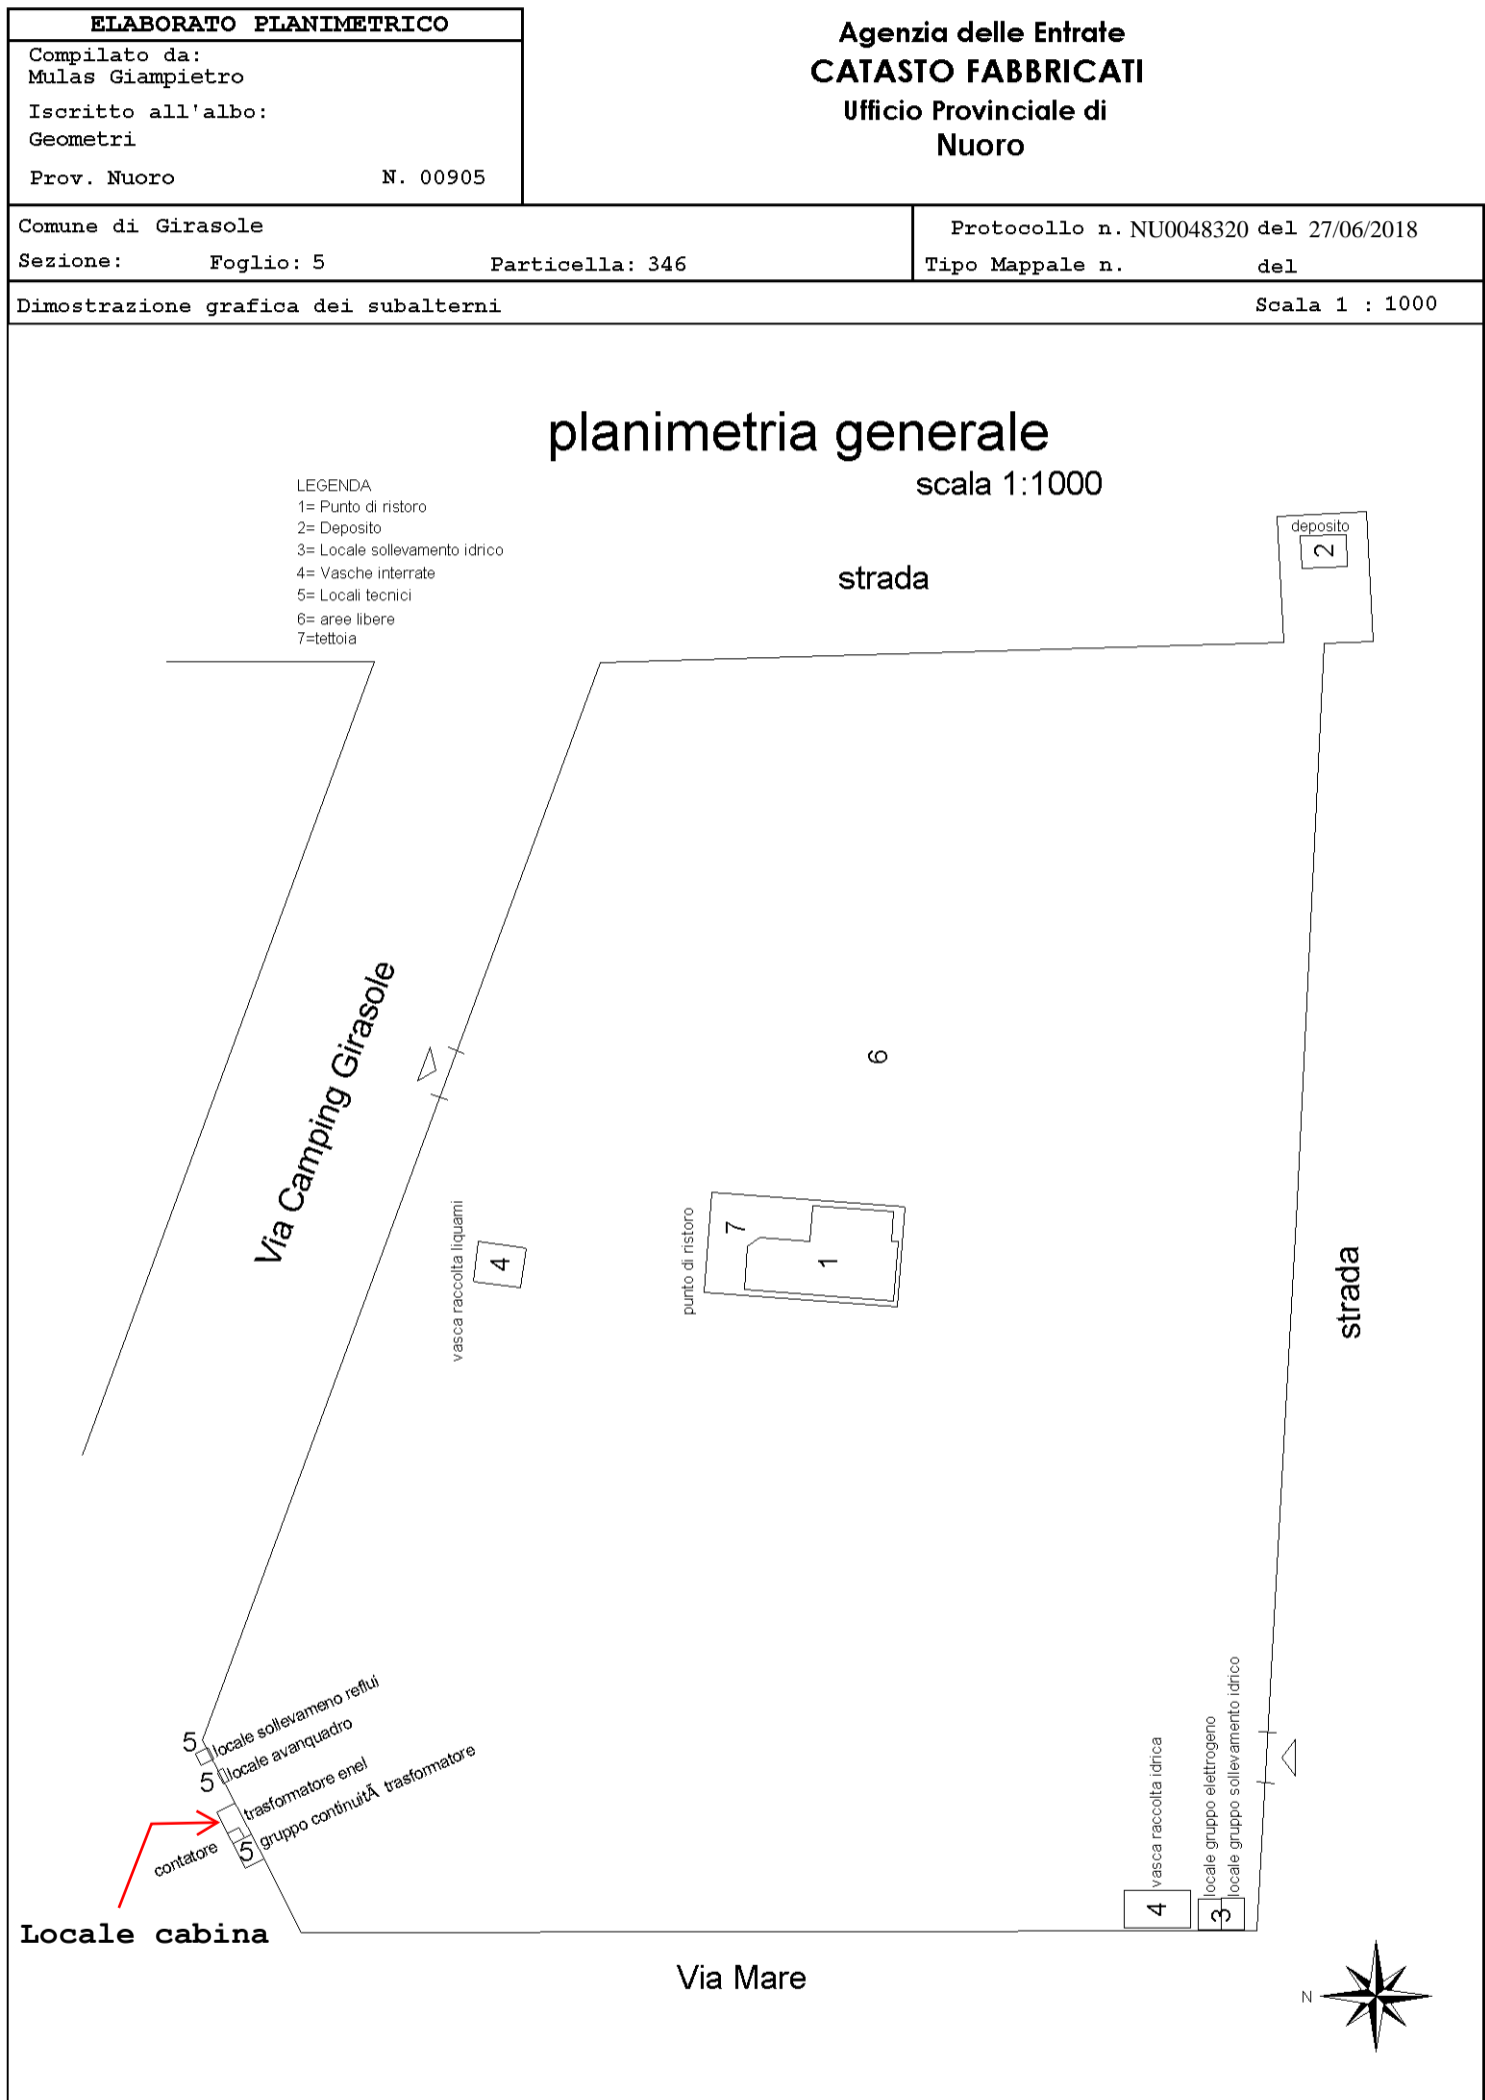 ELABORATO PLANIMETRICO
Compilato da:
Mulas Giampietro
Iscritto all'albo:
Geometri
Prov. Nuoro N. 00905
Agenzia delle Entrate
CATASTO FABBRICATI
Ufficio Provinciale di
Nuoro
Comune di Girasole
Sezione: Foglio: 5 Particella: 346
Protocollo n. NU0048320 del 27/06/2018
Tipo Mappale n. del
Dimostrazione grafica dei subalterni Scala 1 : 1000
planimetria generale
scala 1:1000
LEGENDA
1= Punto di ristoro
2= Deposito
3= Locale sollevamento idrico
4= Vasche interrate
5= Locali tecnici
6= aree libere
7=tettoia
strada
deposito
2
Via Camping Girasole
6
vasca raccolta liquami
4
punto di ristoro
7
1
strada
5
locale sollevameno reflui
5
locale avanquadro
trasformatore enel
gruppo continuitÃ trasformatore
contatore
5
Locale cabina
vasca raccolta idrica
4
locale gruppo elettrogeno
locale gruppo sollevamento idrico
3
Via Mare
N